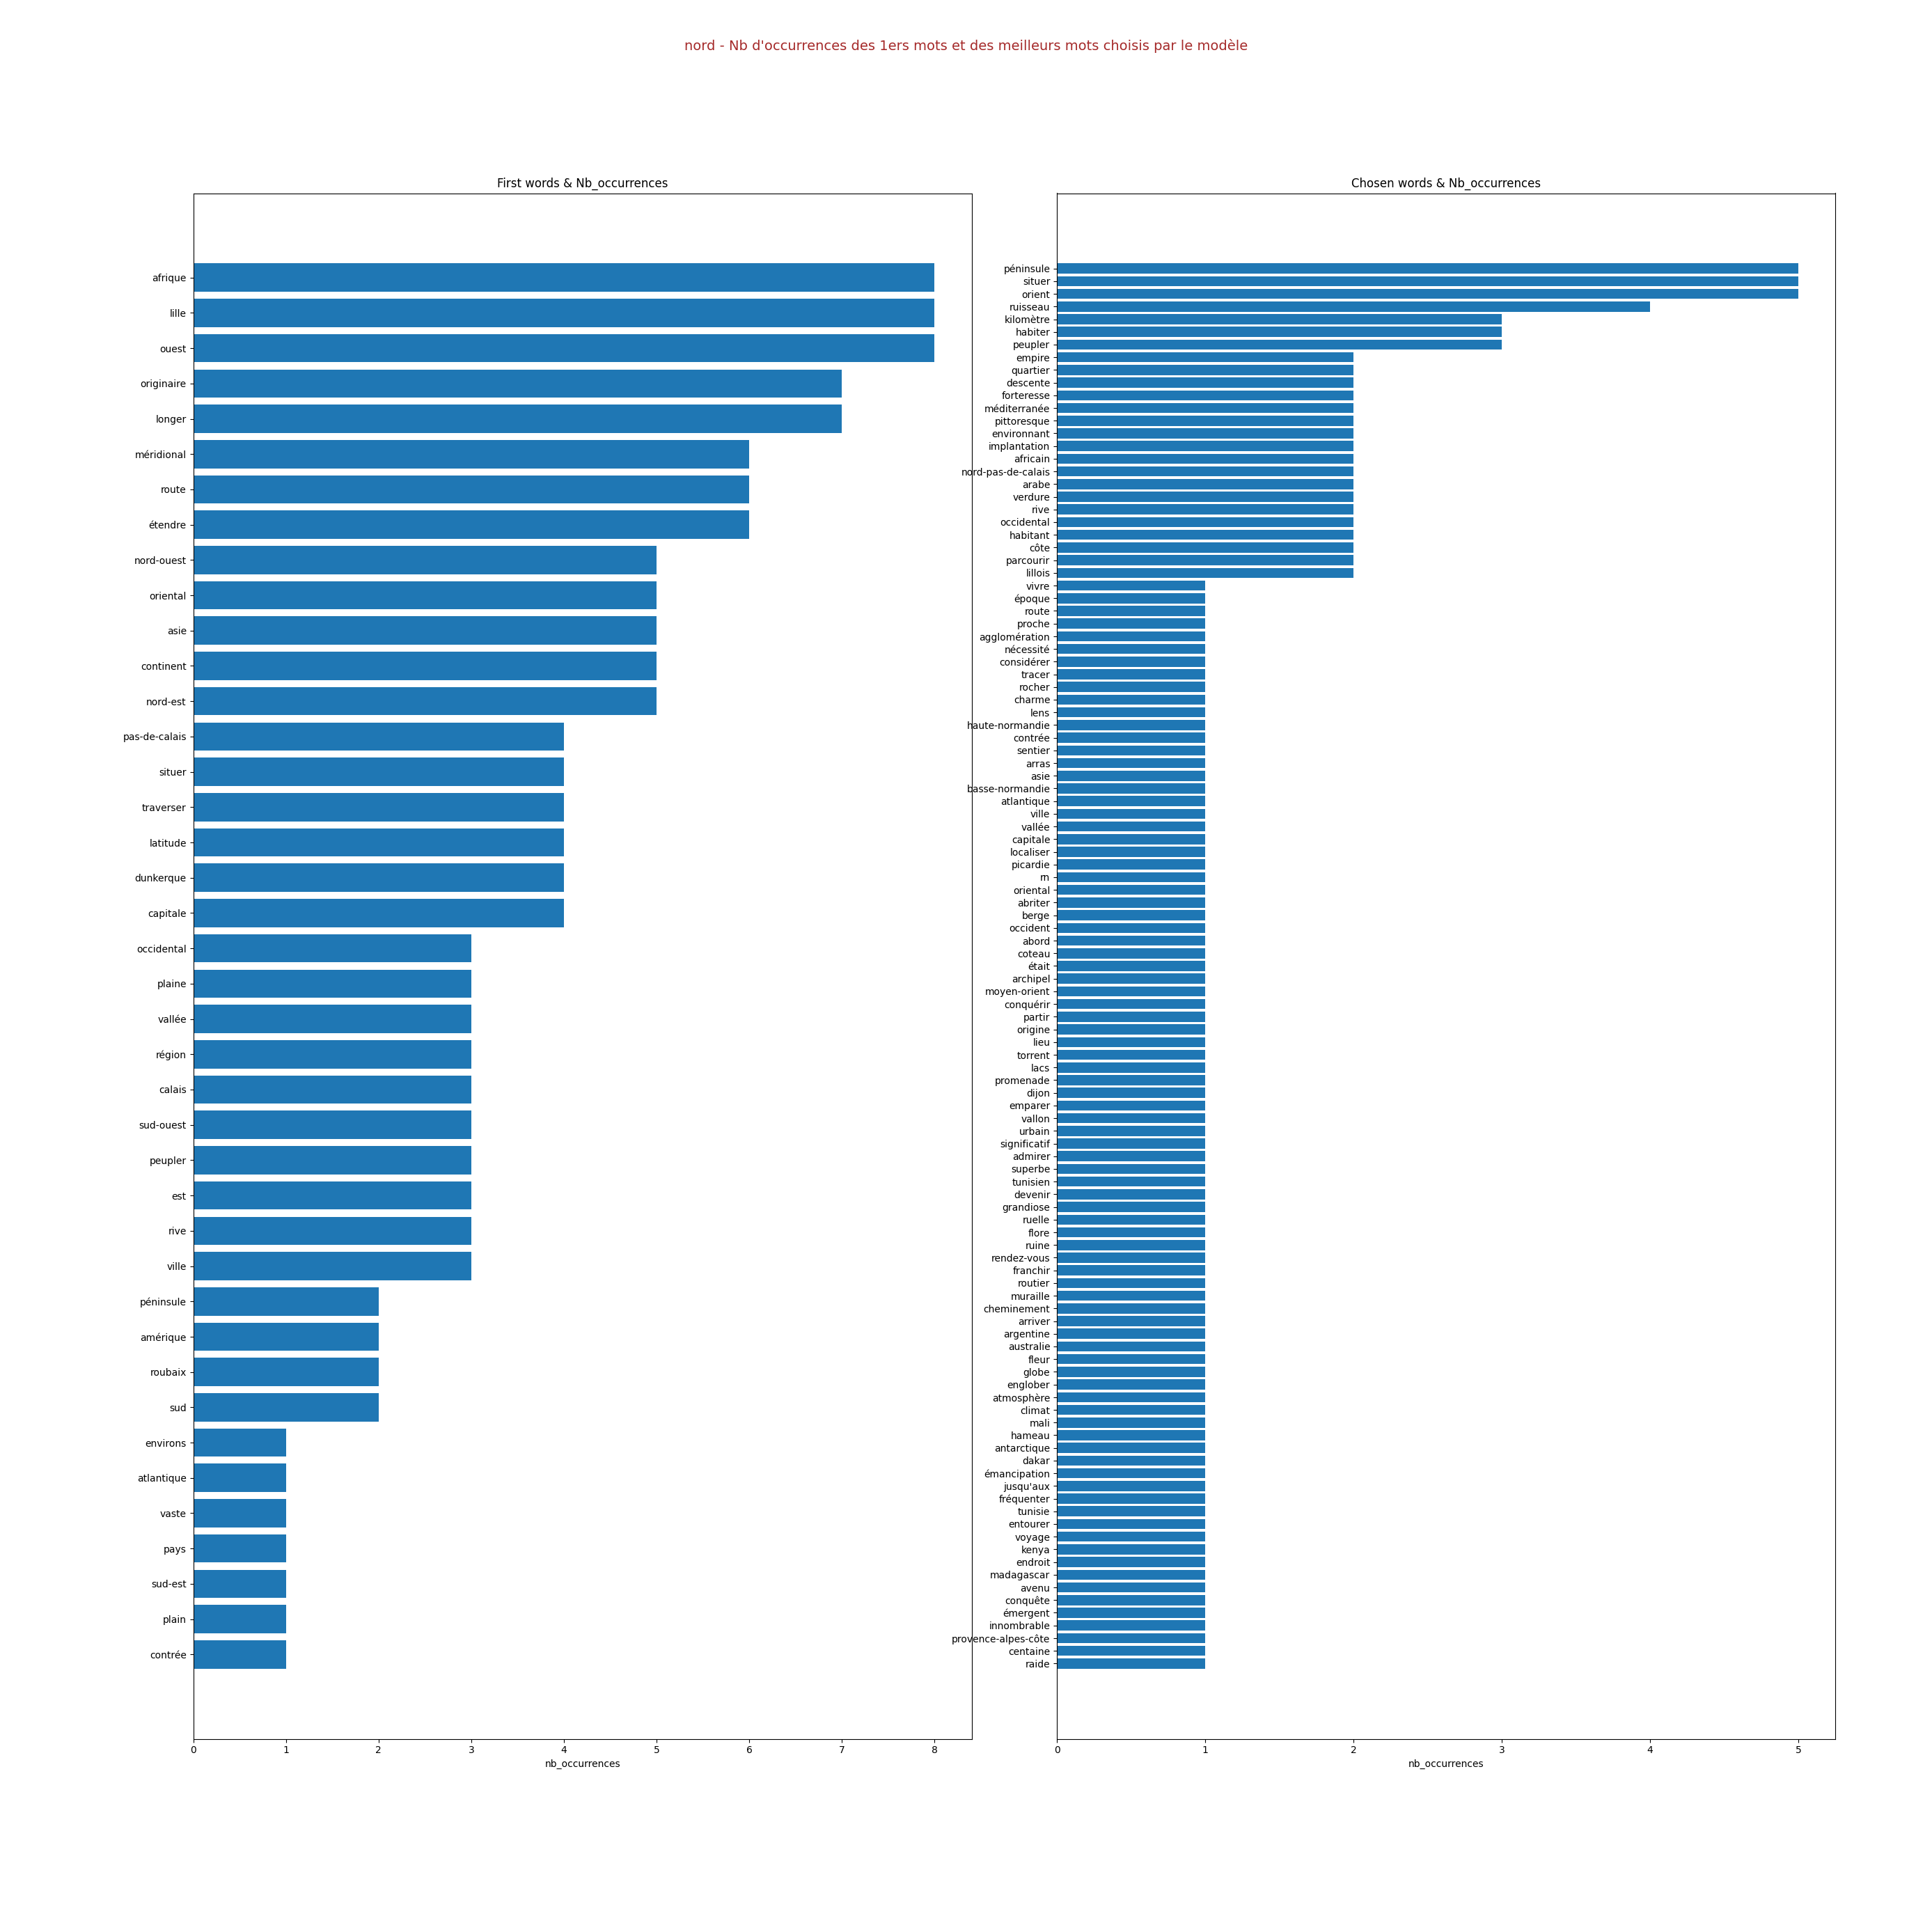 nord - Nb d'occurrences des 1ers mots et des meilleurs mots choisis par le modèle
First words & Nb_occurrences
afrique
lille
ouest
originaire
longer
méridional
route
étendre
nord-ouest
oriental
asie
continent
nord-est
pas-de-calais
situer
traverser
latitude
dunkerque
capitale
occidental
plaine
vallée
région
calais
sud-ouest
peupler
est
rive
ville
péninsule
amérique
roubaix
sud
environs
atlantique
vaste
pays
sud-est
plain
contrée
0 1 2 3 4 5 6 7 8
nb_occurrences
Chosen words & Nb_occurrences
péninsule
situer
orient
ruisseau
kilomètre
habiter
peupler
empire
quartier
descente
forteresse
méditerranée
pittoresque
environnant
implantation
africain
nord-pas-de-calais
arabe
verdure
rive
occidental
habitant
côte
parcourir
lillois
vivre
époque
route
proche
agglomération
nécessité
considérer
tracer
rocher
charme
lens
haute-normandie
contrée
sentier
arras
asie
basse-normandie
atlantique
ville
vallée
capitale
localiser
picardie
rn
oriental
abriter
berge
occident
abord
coteau
était
archipel
moyen-orient
conquérir
partir
origine
lieu
torrent
lacs
promenade
dijon
emparer
vallon
urbain
significatif
admirer
superbe
tunisien
devenir
grandiose
ruelle
flore
ruine
rendez-vous
franchir
routier
muraille
cheminement
arriver
argentine
australie
fleur
globe
englober
atmosphère
climat
mali
hameau
antarctique
dakar
émancipation
jusqu'aux
fréquenter
tunisie
entourer
voyage
kenya
endroit
madagascar
avenu
conquête
émergent
innombrable
provence-alpes-côte
centaine
raide
0 1 2 3 4 5
nb_occurrences